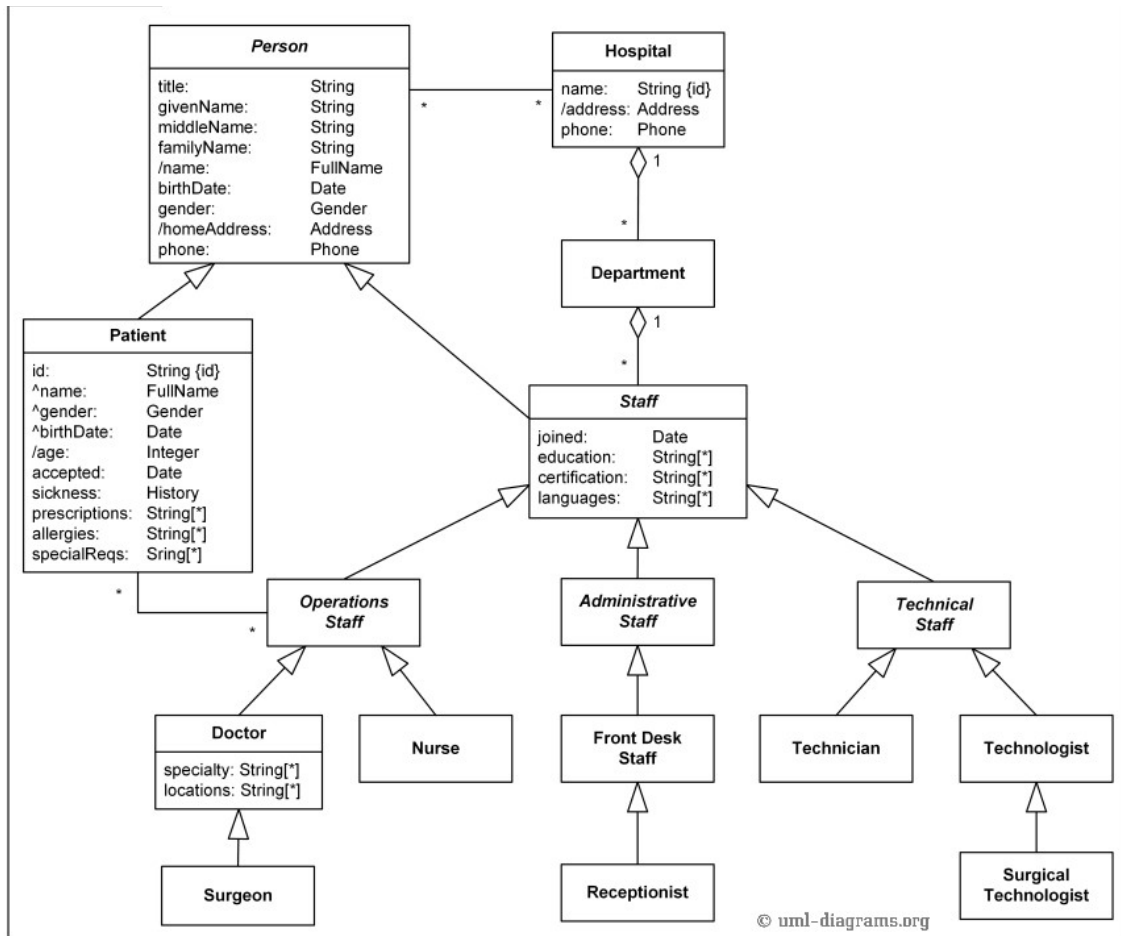 Person
title: String
givenName: String
middleName: String
familyName: String
/name: FullName
birthDate: Date
gender: Gender
/homeAddress: Address
phone: Phone
* *
Hospital
name: String {id}
/address: Address
phone: Phone
1
*
Department
1
*
Patient
id: String {id}
^name: FullName
^gender: Gender
^birthDate: Date
/age: Integer
accepted: Date
sickness: History
prescriptions: String[*]
allergies: String[*]
specialReqs: Sring[*]
*
*
Staff
joined: Date
education: String[*]
certification: String[*]
languages: String[*]
Operations
Staff
Administrative
Staff
Technical
Staff
Doctor
specialty: String[*]
locations: String[*]
Nurse
Front Desk
Staff
Technician
Technologist
Surgeon
Receptionist
Surgical
Technologist
© uml-diagrams.org